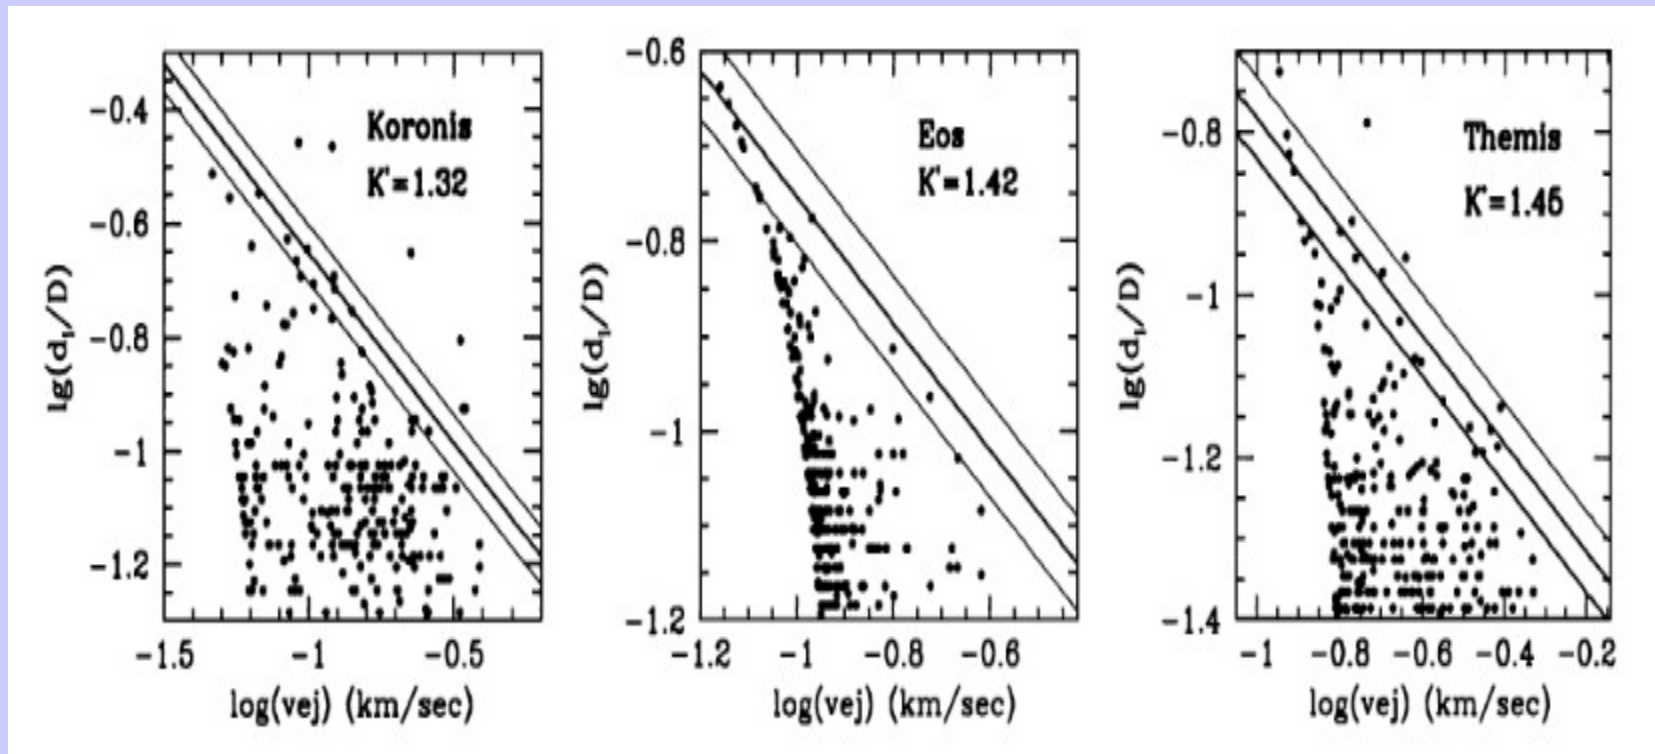 Koronis
K'=1.32
-0.4
-0.6
-0.8
-1
-1.2
lg(d₁/D)
-1.5 -1 -0.5
log(vej) (km/sec)
Eos
K'=1.42
-0.6
-0.8
-1
-1.2
lg(d₁/D)
-1.2 -1 -0.8 -0.6
log(vej) (km/sec)
Themis
K'=1.45
-0.8
-1
-1.2
-1.4
lg(d₁/D)
-1 -0.8 -0.6 -0.4 -0.2
log(vej) (km/sec)